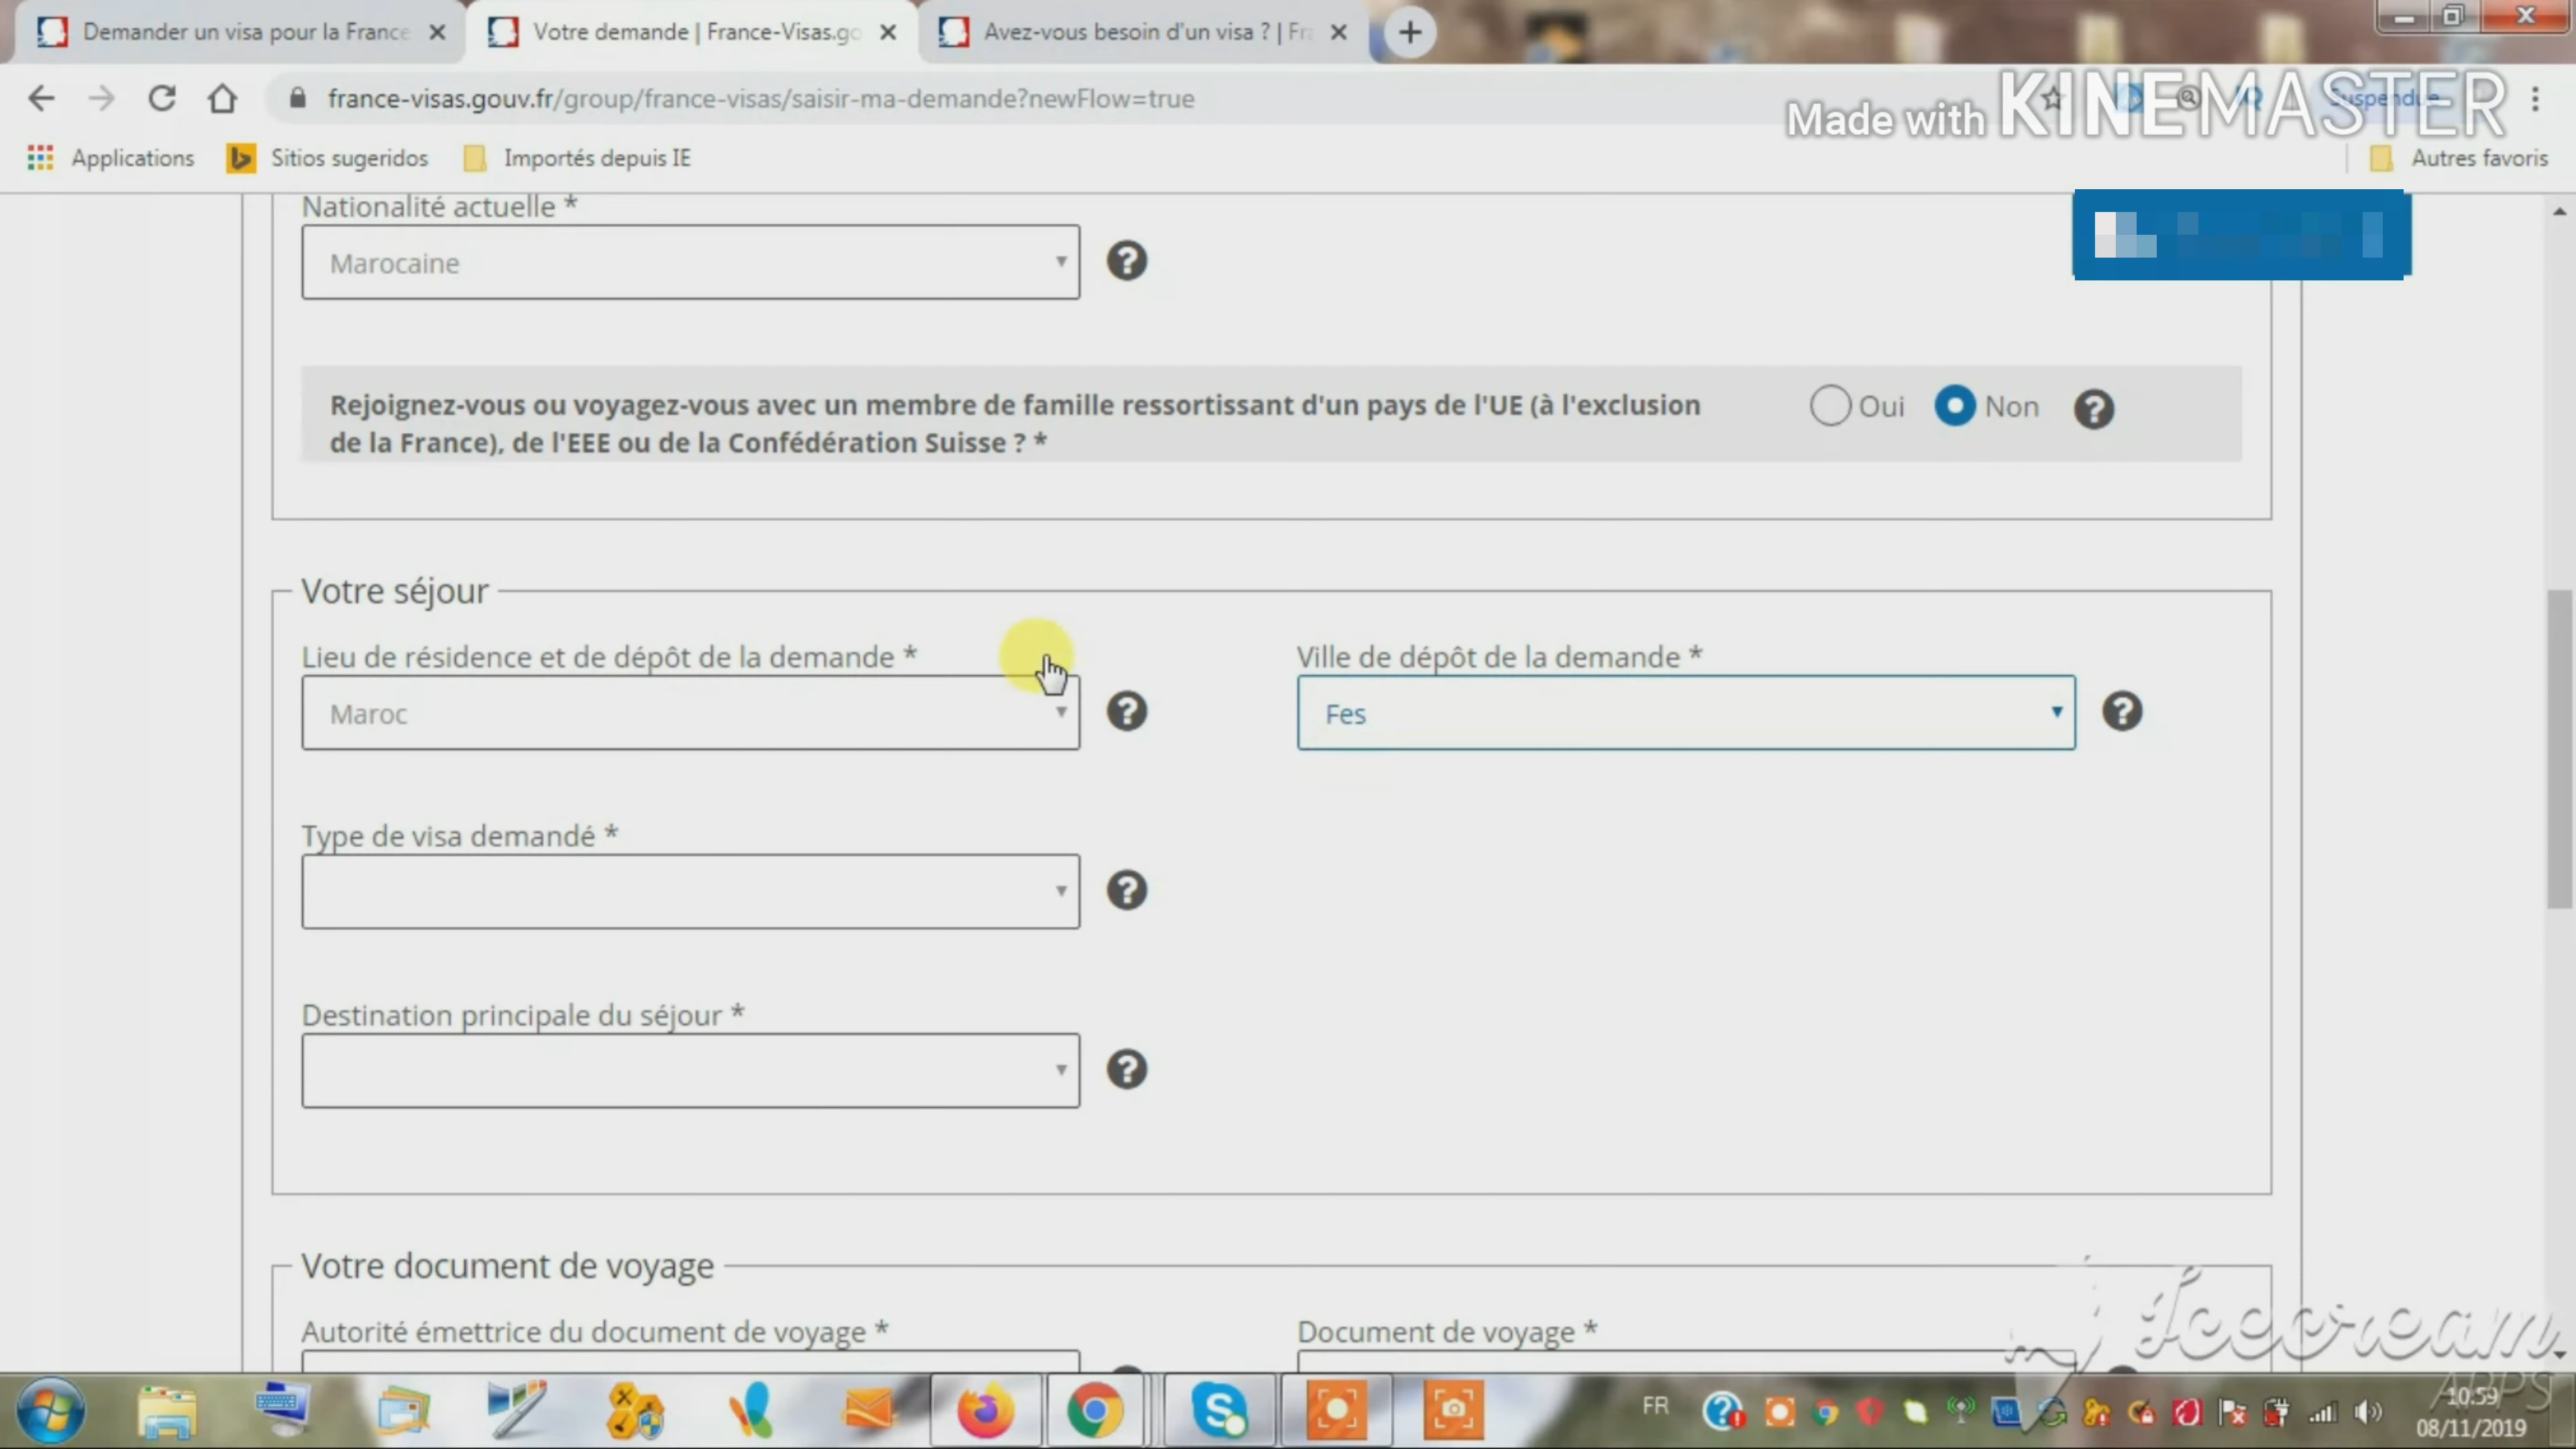 Demander un visa pour la France
Votre demande | France-Visas.go
Avez-vous besoin d'un visa ? | Fr
france-visas.gouv.fr/group/france-visas/saisir-ma-demande?newFlow=true
Suspendue
Made with KINEMASTER
Applications
Sitios sugeridos
Importés depuis IE
Autres favoris
Nationalité actuelle *
Marocaine
Rejoignez-vous ou voyagez-vous avec un membre de famille ressortissant d'un pays de l'UE (à l'exclusion
de la France), de l'EEE ou de la Confédération Suisse ? *
Oui
Non
Votre séjour
Lieu de résidence et de dépôt de la demande *
Ville de dépôt de la demande *
Maroc
Fes
Type de visa demandé *
Destination principale du séjour *
Votre document de voyage
Autorité émettrice du document de voyage *
Document de voyage *
Icecream
APPS
FR
10:59
08/11/2019